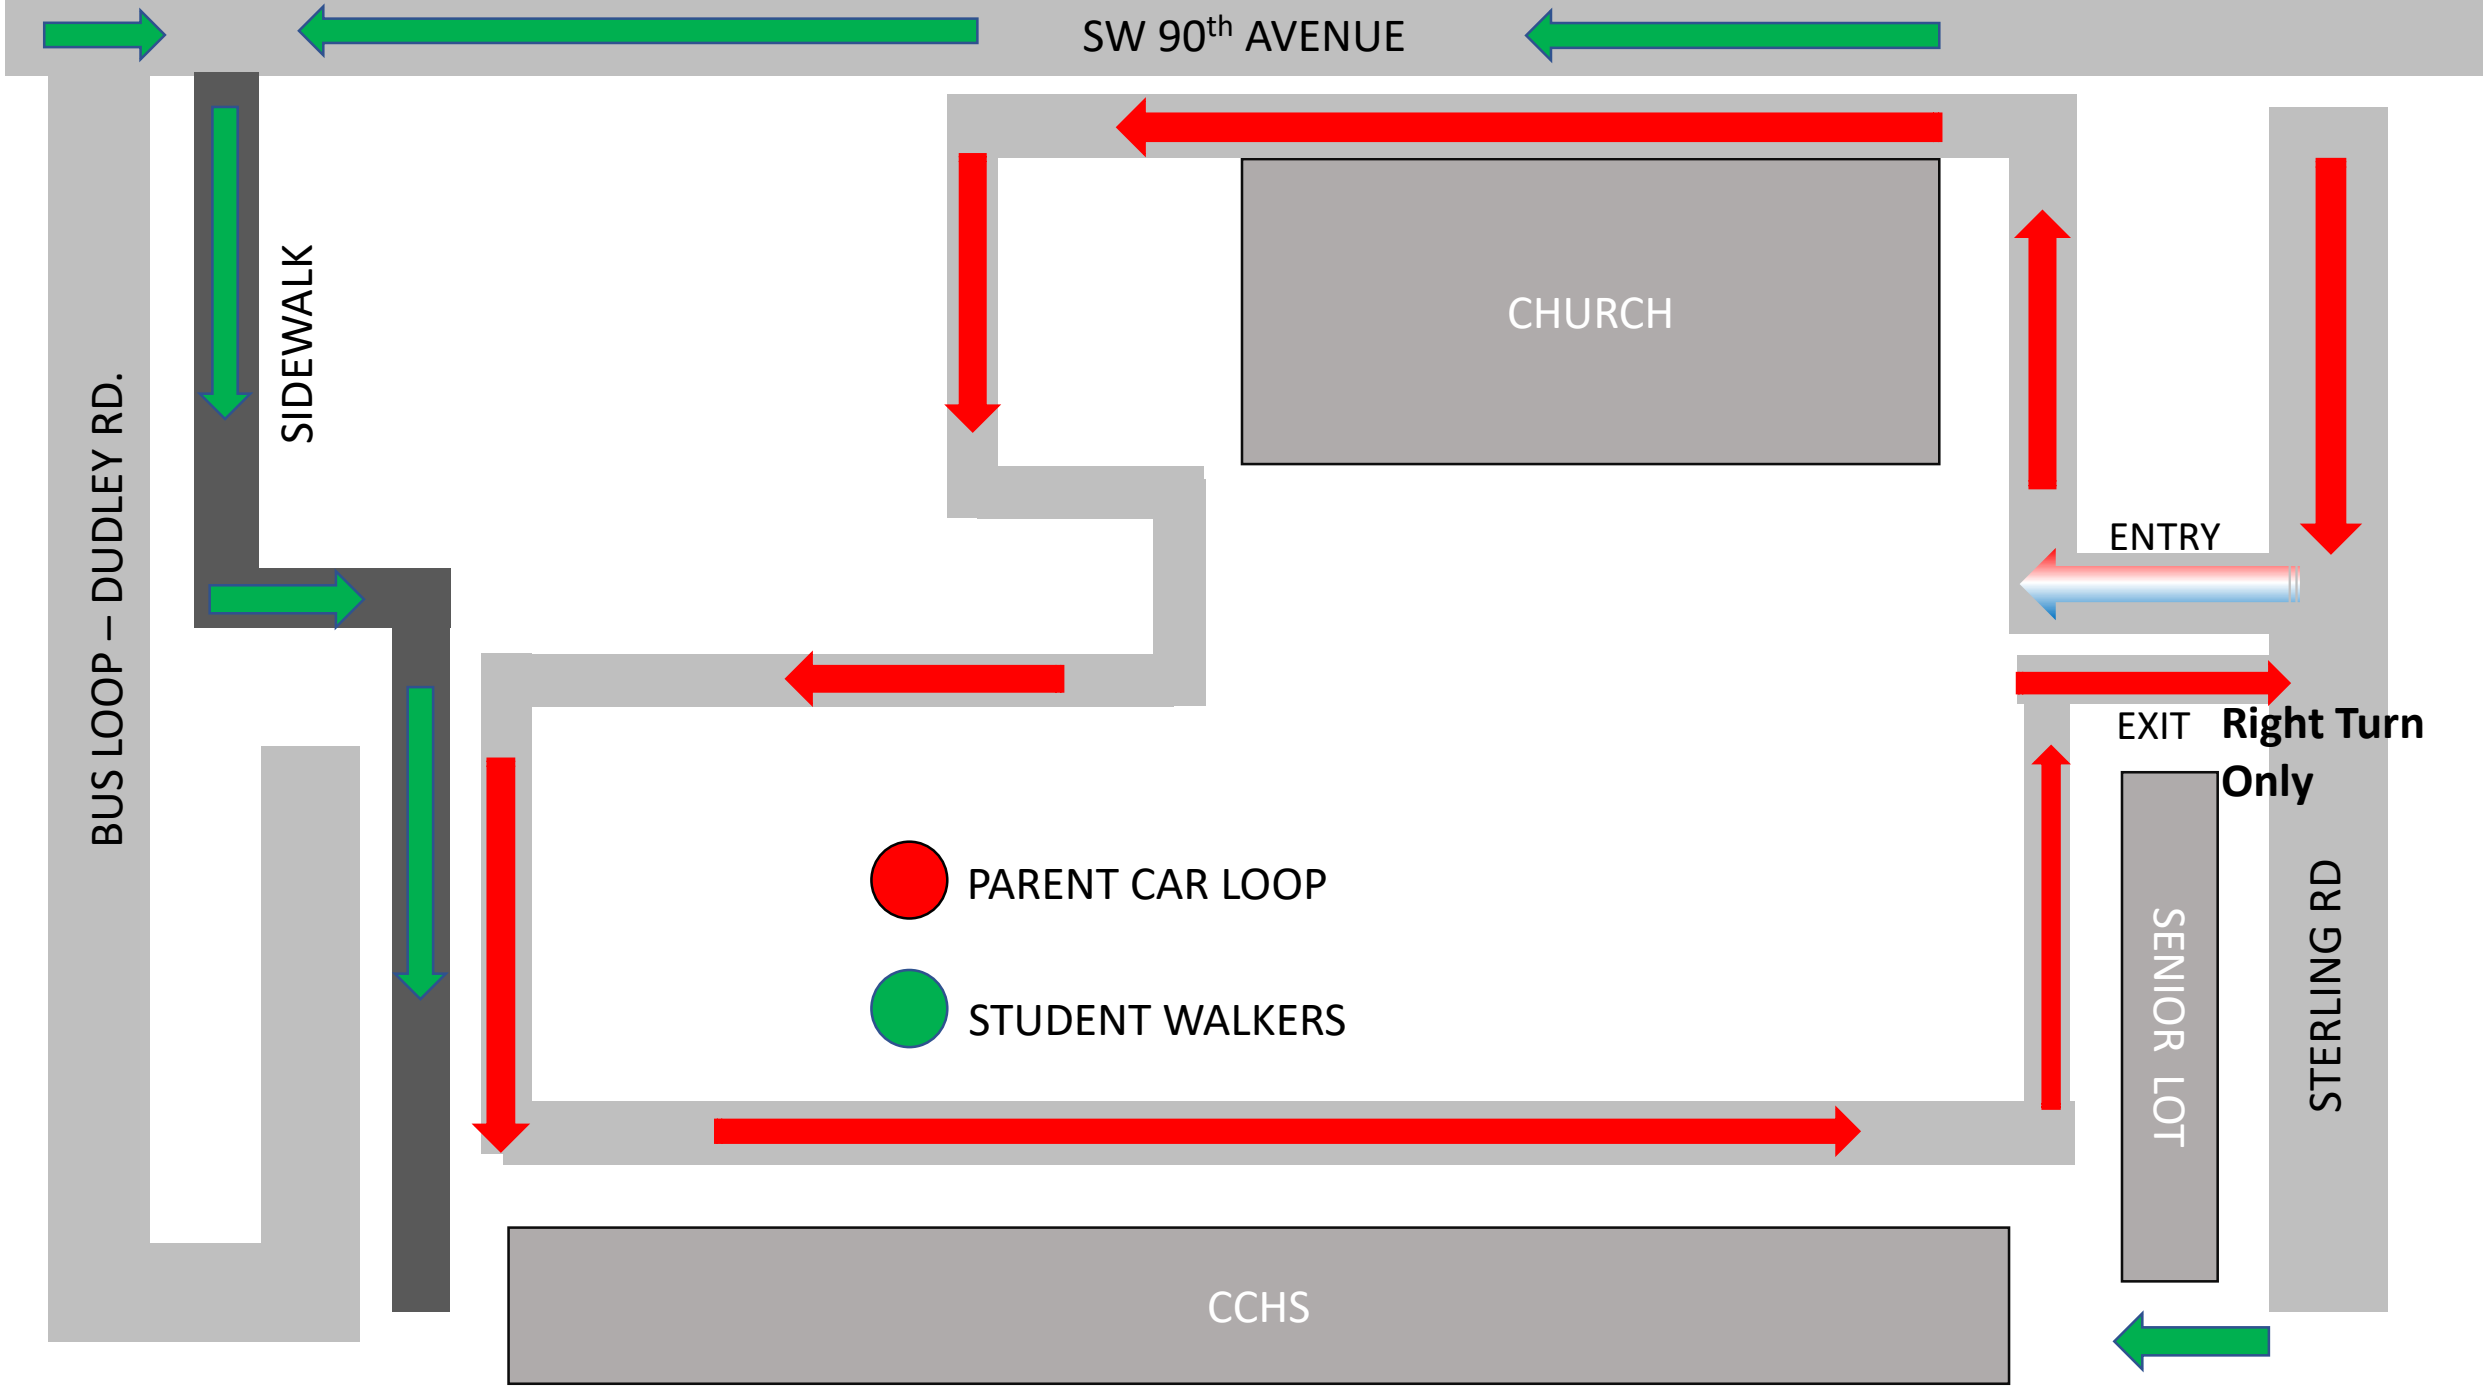 SW 90th AVENUE
SIDEWALK
CHURCH
BUS LOOP – DUDLEY RD.
ENTRY
EXIT
Right Turn
Only
PARENT CAR LOOP
STUDENT WALKERS
SENIOR LOT
STERLING RD
CCHS